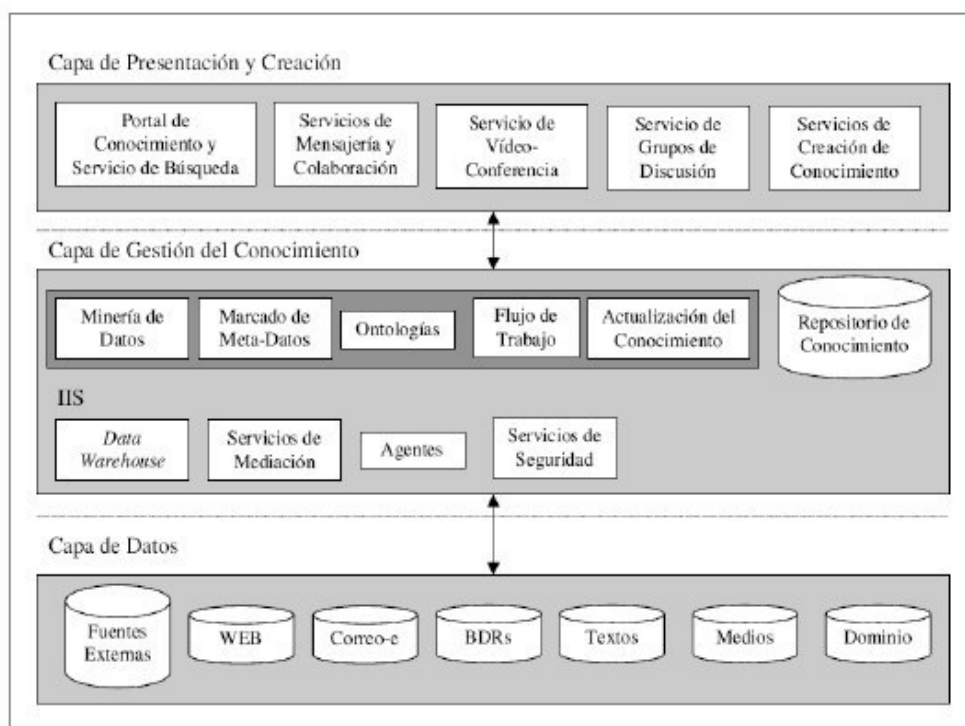 Capa de Presentación y Creación
Portal de
Conocimiento y
Servicio de Búsqueda
Servicios de
Mensajería y
Colaboración
Servicio de
Vídeo-
Conferencia
Servicio de
Grupos de
Discusión
Servicios de
Creación de
Conocimiento
Capa de Gestión del Conocimiento
Minería de
Datos
Marcado de
Meta-Datos
Ontologías
Flujo de
Trabajo
Actualización del
Conocimiento
Repositorio de
Conocimiento
IIS
Data
Warehouse
Servicios de
Mediación
Agentes
Servicios de
Seguridad
Capa de Datos
Fuentes
Externas
WEB
Correo-e
BDRs
Textos
Medios
Dominio